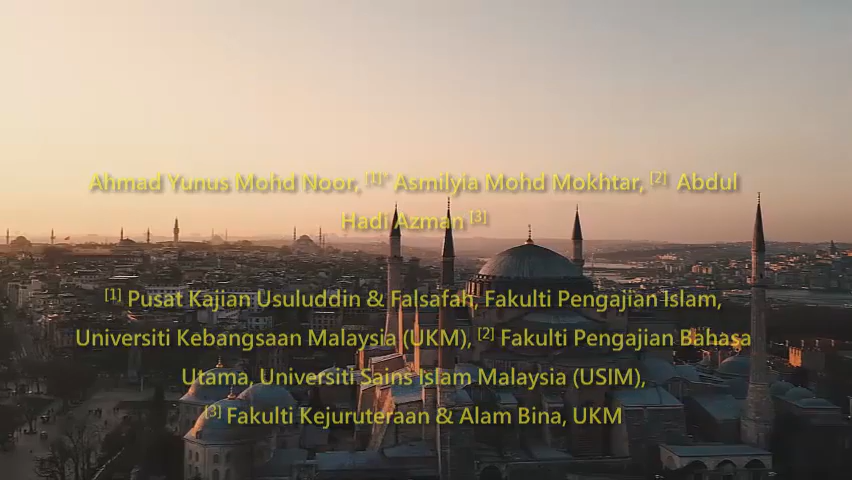 Ahmad Yunus Mohd Noor, [1]* Asmilyia Mohd Mokhtar, [2] Abdul
Hadi Azman [3]
[1] Pusat Kajian Usuluddin & Falsafah, Fakulti Pengajian Islam,
Universiti Kebangsaan Malaysia (UKM), [2] Fakulti Pengajian Bahasa
Utama, Universiti Sains Islam Malaysia (USIM),
[3] Fakulti Kejuruteraan & Alam Bina, UKM